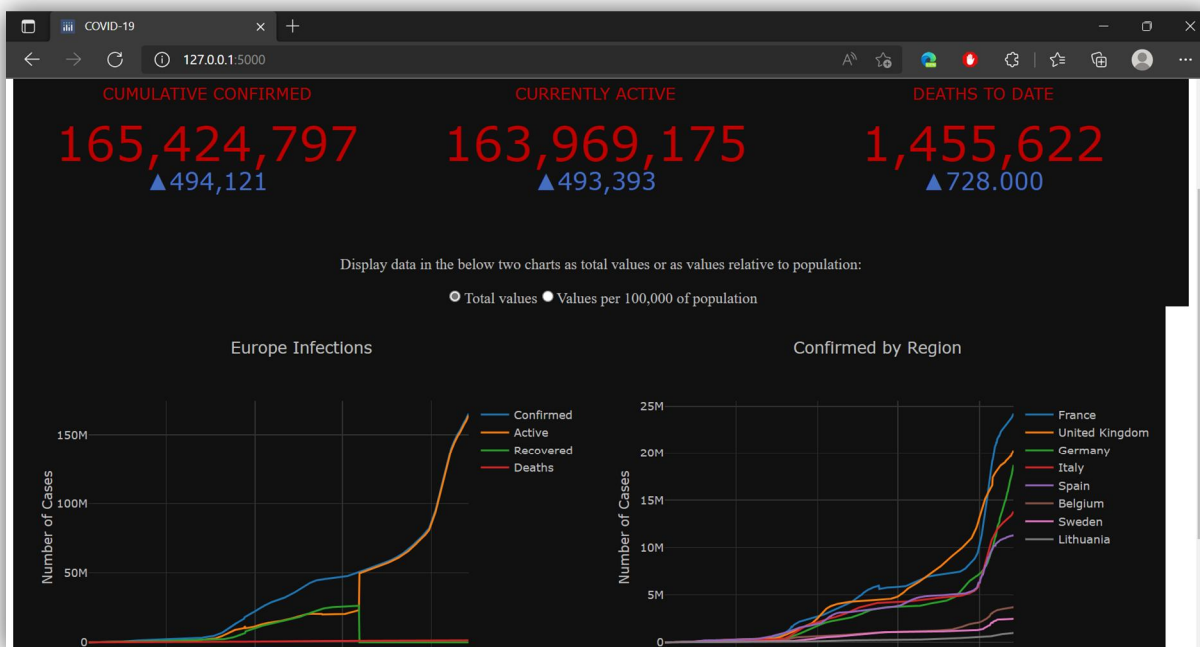 COVID-19
127.0.0.1:5000
CUMULATIVE CONFIRMED CURRENTLY ACTIVE DEATHS TO DATE
165,424,797 163,969,175 1,455,622
▲494,121 ▲493,393 ▲728.000
Display data in the below two charts as total values or as values relative to population:
Total values Values per 100,000 of population
Europe Infections
Number of Cases
150M
100M
50M
0
Confirmed
Active
Recovered
Deaths
Confirmed by Region
Number of Cases
25M
20M
15M
10M
5M
0
France
United Kingdom
Germany
Italy
Spain
Belgium
Sweden
Lithuania